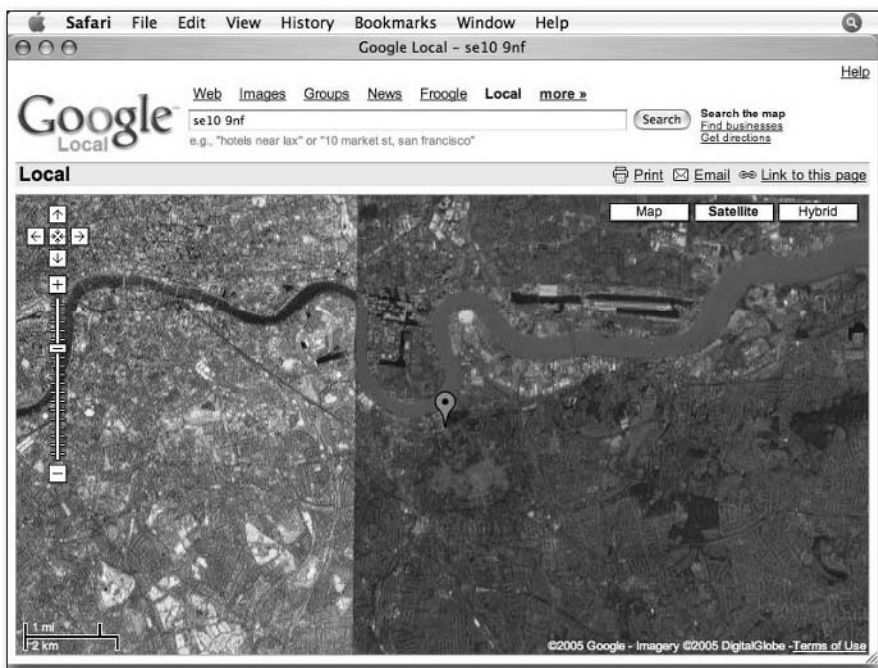 Safari File Edit View History Bookmarks Window Help
Google Local – se10 9nf
Help
Web Images Groups News Froogle Local more »
Google™
Local
se10 9nf
Search
e.g., "hotels near lax" or "10 market st, san francisco"
Search the map
Find businesses
Get directions
Local
Print Email Link to this page
Map Satellite Hybrid
1 mi
2 km
©2005 Google - Imagery ©2005 DigitalGlobe -Terms of Use